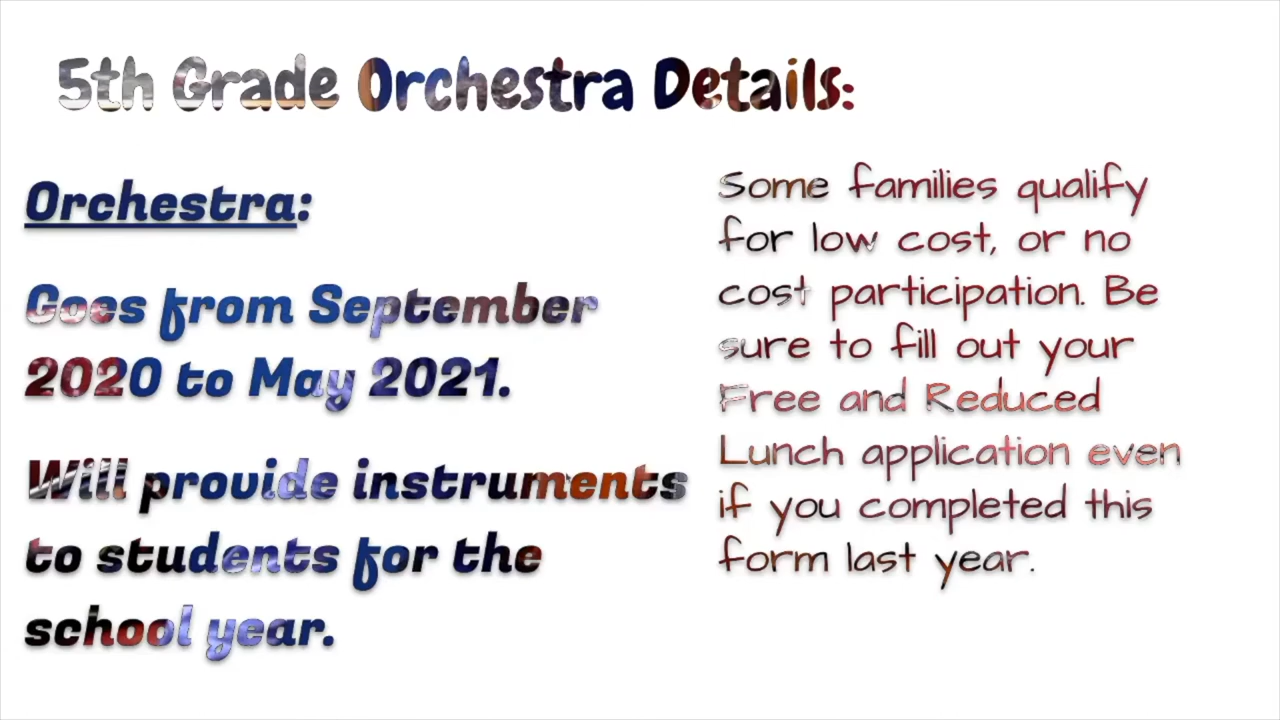 5th Grade Orchestra Details:
Orchestra:
Goes from September
2020 to May 2021.
Will provide instruments
to students for the
school year.
Some families qualify
for low cost, or no
cost participation. Be
sure to fill out your
Free and Reduced
Lunch application even
if you completed this
form last year.